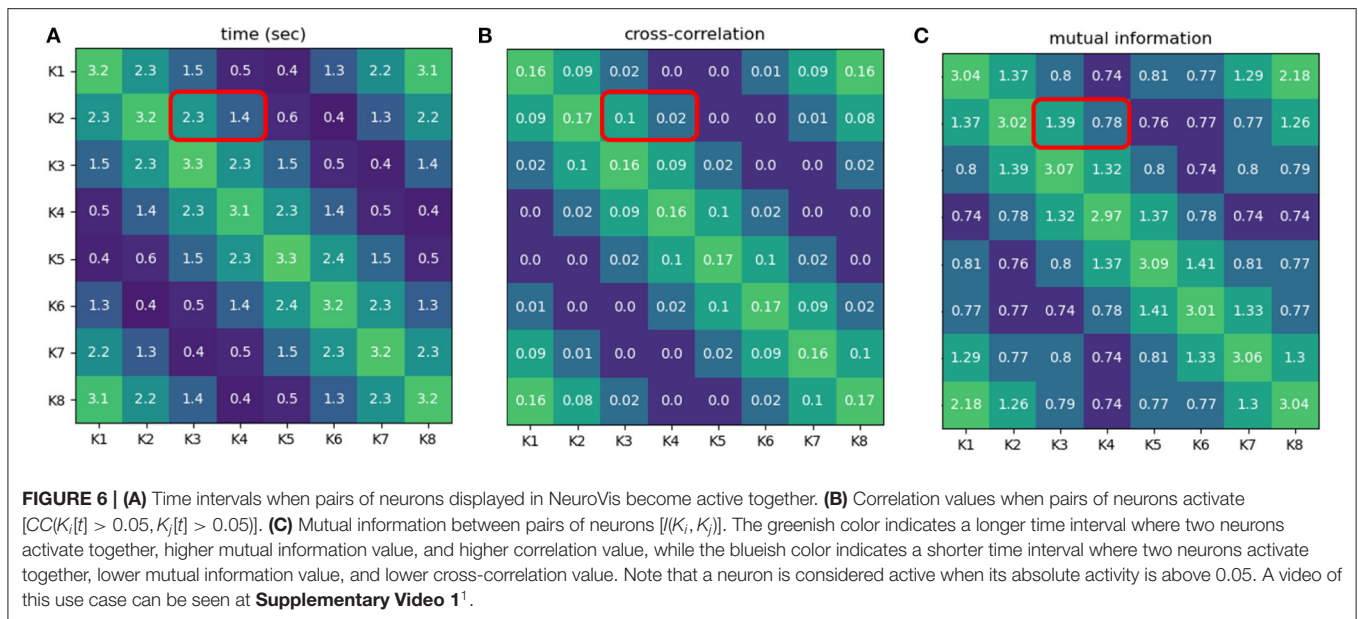 A
time (sec)
K1 3.2 2.3 1.5 0.5 0.4 1.3 2.2 3.1
K2 2.3 3.2 2.3 1.4 0.6 0.4 1.3 2.2
K3 1.5 2.3 3.3 2.3 1.5 0.5 0.4 1.4
K4 0.5 1.4 2.3 3.1 2.3 1.4 0.5 0.4
K5 0.4 0.6 1.5 2.3 3.3 2.4 1.5 0.5
K6 1.3 0.4 0.5 1.4 2.4 3.2 2.3 1.3
K7 2.2 1.3 0.4 0.5 1.5 2.3 3.2 2.3
K8 3.1 2.2 1.4 0.4 0.5 1.3 2.3 3.2
K1 K2 K3 K4 K5 K6 K7 K8
B
cross-correlation
0.16 0.09 0.02 0.0 0.0 0.01 0.09 0.16
0.09 0.17 0.1 0.02 0.0 0.0 0.01 0.08
0.02 0.1 0.16 0.09 0.02 0.0 0.0 0.02
0.0 0.02 0.09 0.16 0.1 0.02 0.0 0.0
0.0 0.0 0.02 0.1 0.17 0.1 0.02 0.0
0.01 0.0 0.0 0.02 0.1 0.17 0.09 0.02
0.09 0.01 0.0 0.0 0.02 0.09 0.16 0.1
0.16 0.08 0.02 0.0 0.0 0.02 0.1 0.17
K1 K2 K3 K4 K5 K6 K7 K8
C
mutual information
3.04 1.37 0.8 0.74 0.81 0.77 1.29 2.18
1.37 3.02 1.39 0.78 0.76 0.77 0.77 1.26
0.8 1.39 3.07 1.32 0.8 0.74 0.8 0.79
0.74 0.78 1.32 2.97 1.37 0.78 0.74 0.74
0.81 0.76 0.8 1.37 3.09 1.41 0.81 0.77
0.77 0.77 0.74 0.78 1.41 3.01 1.33 0.77
1.29 0.77 0.8 0.74 0.81 1.33 3.06 1.3
2.18 1.26 0.79 0.74 0.77 0.77 1.3 3.04
K1 K2 K3 K4 K5 K6 K7 K8
FIGURE 6 | (A) Time intervals when pairs of neurons displayed in NeuroVis become active together. (B) Correlation values when pairs of neurons activate
[CC(Ki[t] > 0.05, Kj[t] > 0.05)]. (C) Mutual information between pairs of neurons [I(Ki, Kj)]. The greenish color indicates a longer time interval where two neurons
activate together, higher mutual information value, and higher correlation value, while the blueish color indicates a shorter time interval where two neurons activate
together, lower mutual information value, and lower cross-correlation value. Note that a neuron is considered active when its absolute activity is above 0.05. A video of
this use case can be seen at Supplementary Video 1¹.